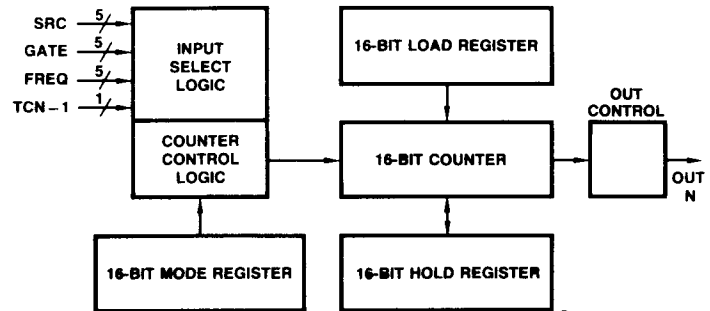 SRC 5
GATE 5
FREQ 5
TCN-1 1
INPUT
SELECT
LOGIC
COUNTER
CONTROL
LOGIC
16-BIT MODE REGISTER
16-BIT LOAD REGISTER
16-BIT COUNTER
16-BIT HOLD REGISTER
OUT
CONTROL
OUT
N